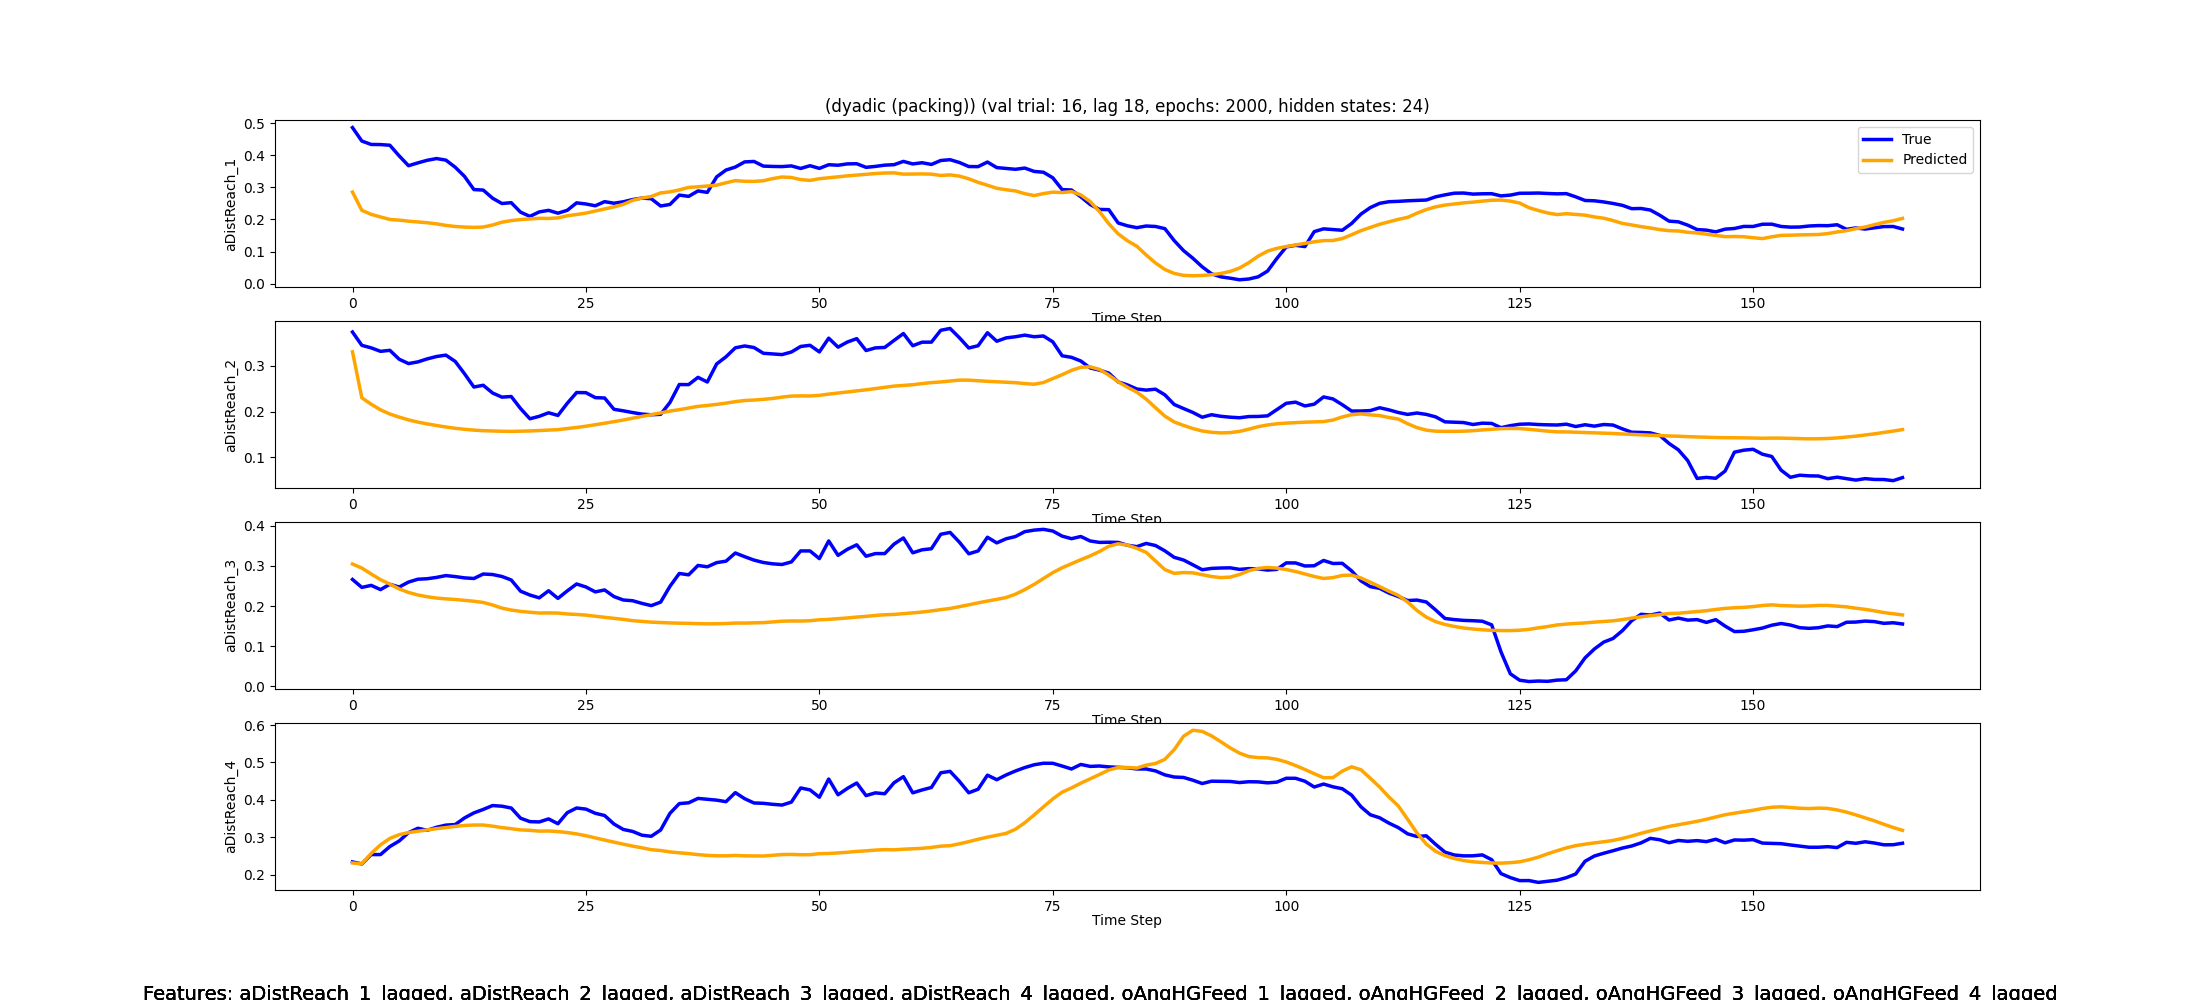 (dyadic (packing)) (val trial: 16, lag 18, epochs: 2000, hidden states: 24)
aDistReach_1
0.5
0.4
0.3
0.2
0.1
0.0
True
Predicted
0 25 50 75 100 125 150
Time Step
aDistReach_2
0.3
0.2
0.1
0 25 50 75 100 125 150
Time Step
aDistReach_3
0.4
0.3
0.2
0.1
0.0
0 25 50 75 100 125 150
Time Step
aDistReach_4
0.6
0.5
0.4
0.3
0.2
0 25 50 75 100 125 150
Time Step
Features: aDistReach_1_lagged, aDistReach_2_lagged, aDistReach_3_lagged, aDistReach_4_lagged, oAngHGFeed_1_lagged, oAngHGFeed_2_lagged, oAngHGFeed_3_lagged, oAngHGFeed_4_lagged